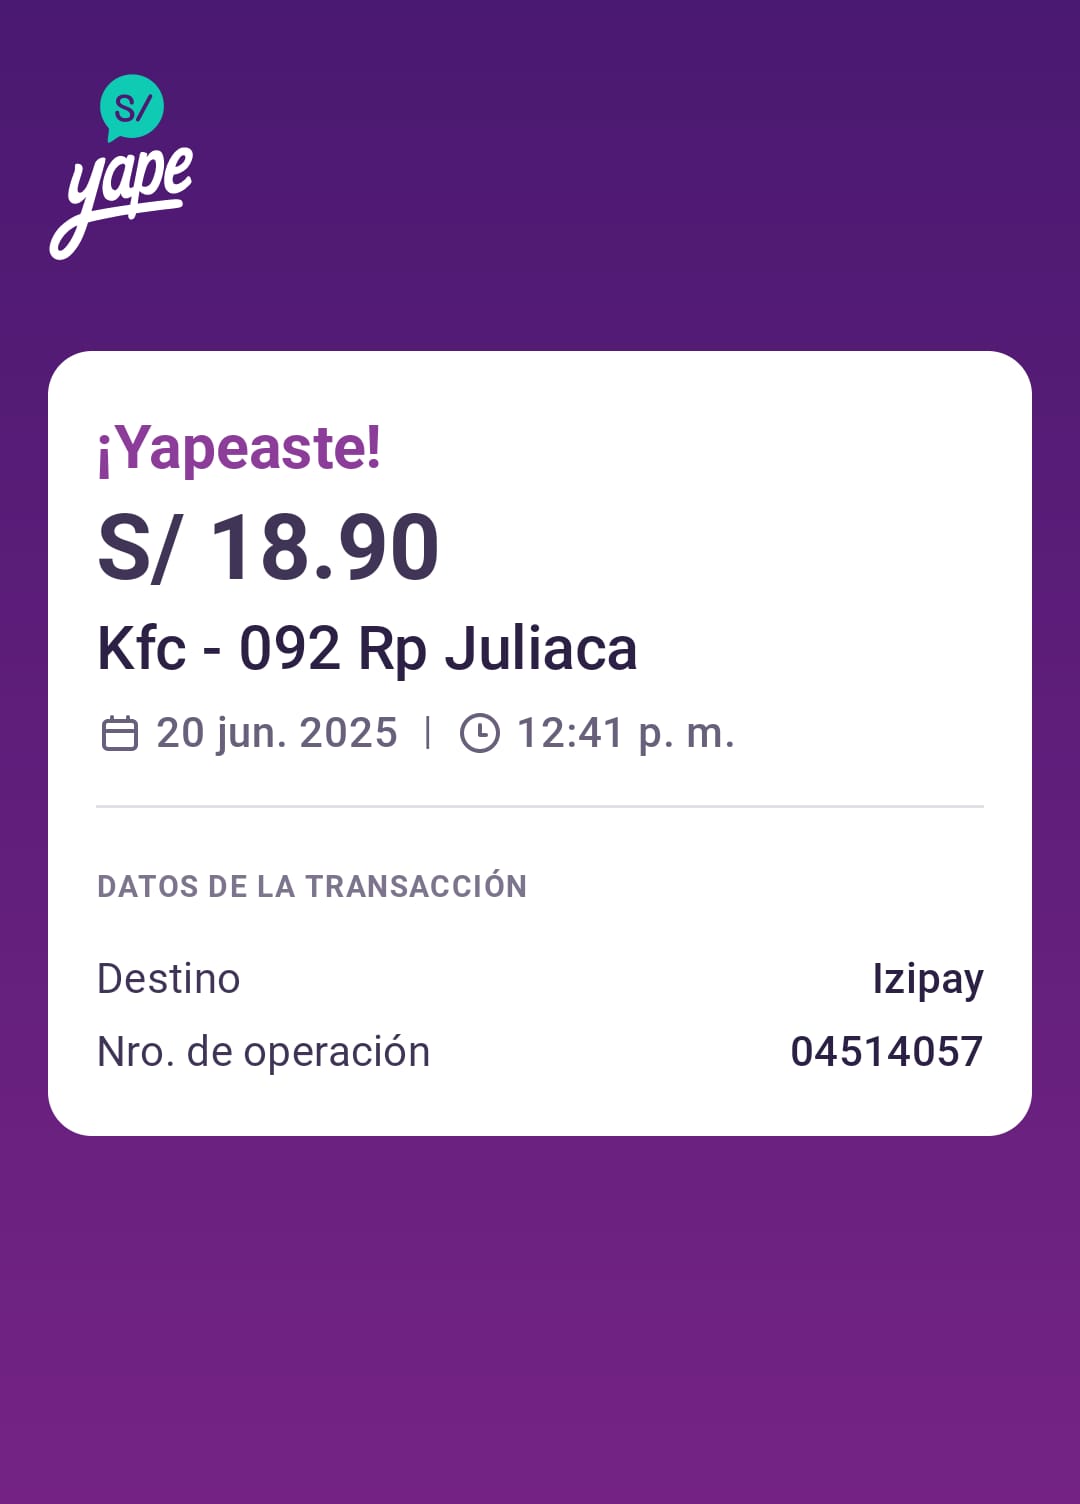 S/
yape
¡Yapeaste!
S/ 18.90
Kfc - 092 Rp Juliaca
20 jun. 2025 | 12:41 p. m.
DATOS DE LA TRANSACCIÓN
Destino Izipay
Nro. de operación 04514057